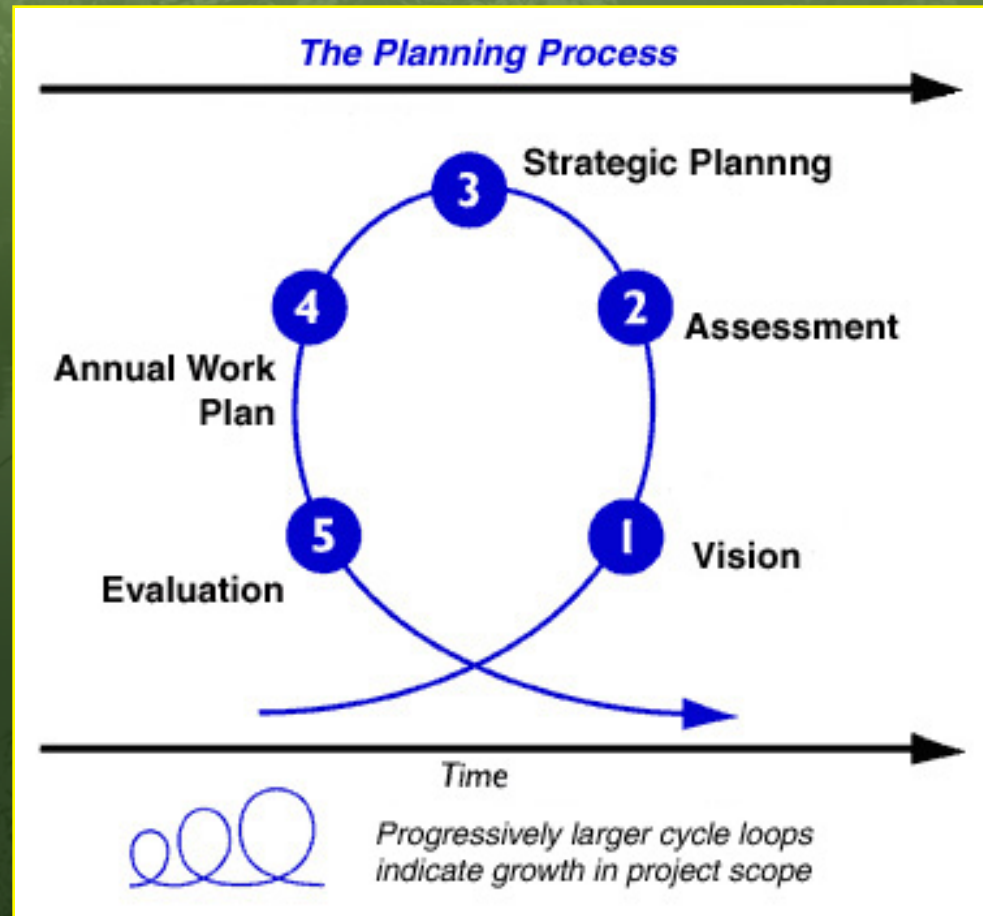 The Planning Process
3
Strategic Plannng
4
2
Assessment
Annual Work
Plan
5
1
Vision
Evaluation
Time
Progressively larger cycle loops
indicate growth in project scope